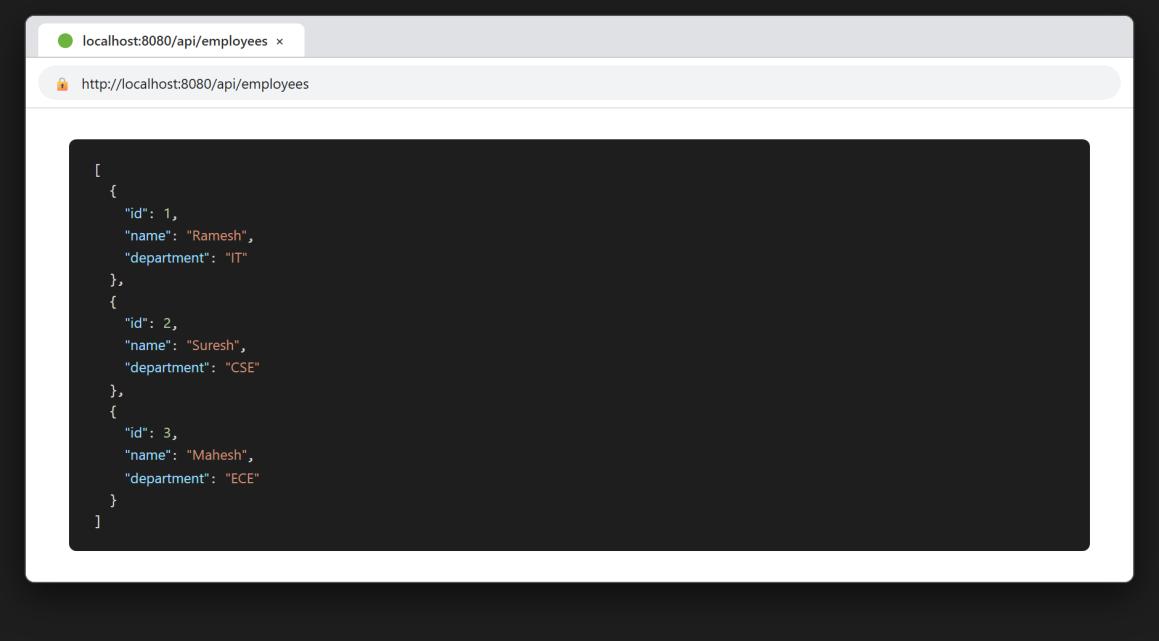 localhost:8080/api/employees ×
http://localhost:8080/api/employees
[
  {
    "id": 1,
    "name": "Ramesh",
    "department": "IT"
  },
  {
    "id": 2,
    "name": "Suresh",
    "department": "CSE"
  },
  {
    "id": 3,
    "name": "Mahesh",
    "department": "ECE"
  }
]